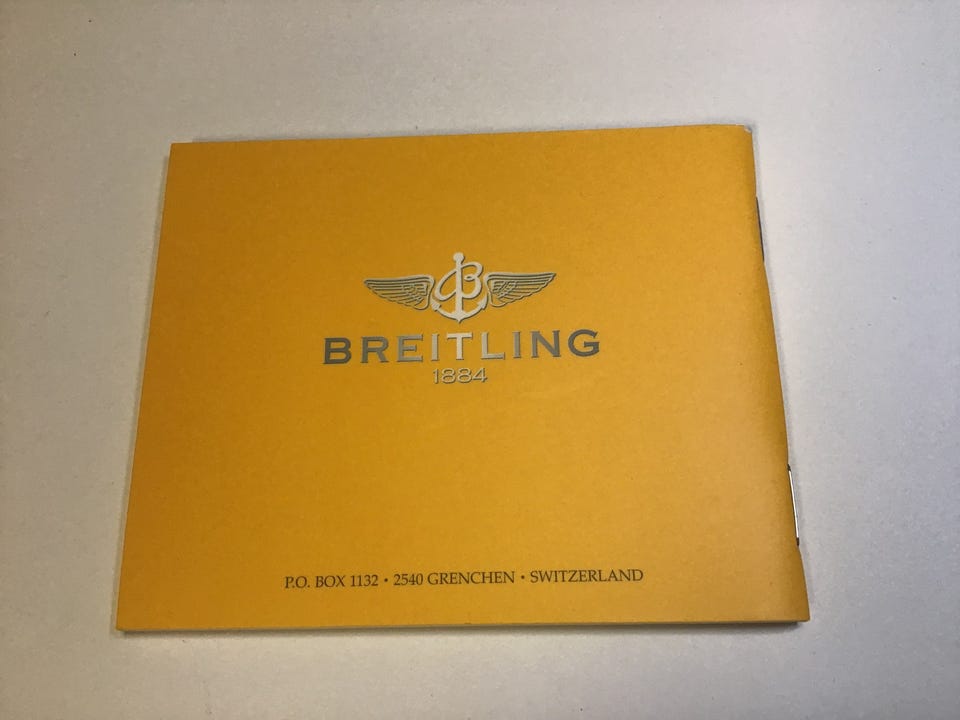 BREITLING
1884
P.O. BOX 1132 • 2540 GRENCHEN • SWITZERLAND